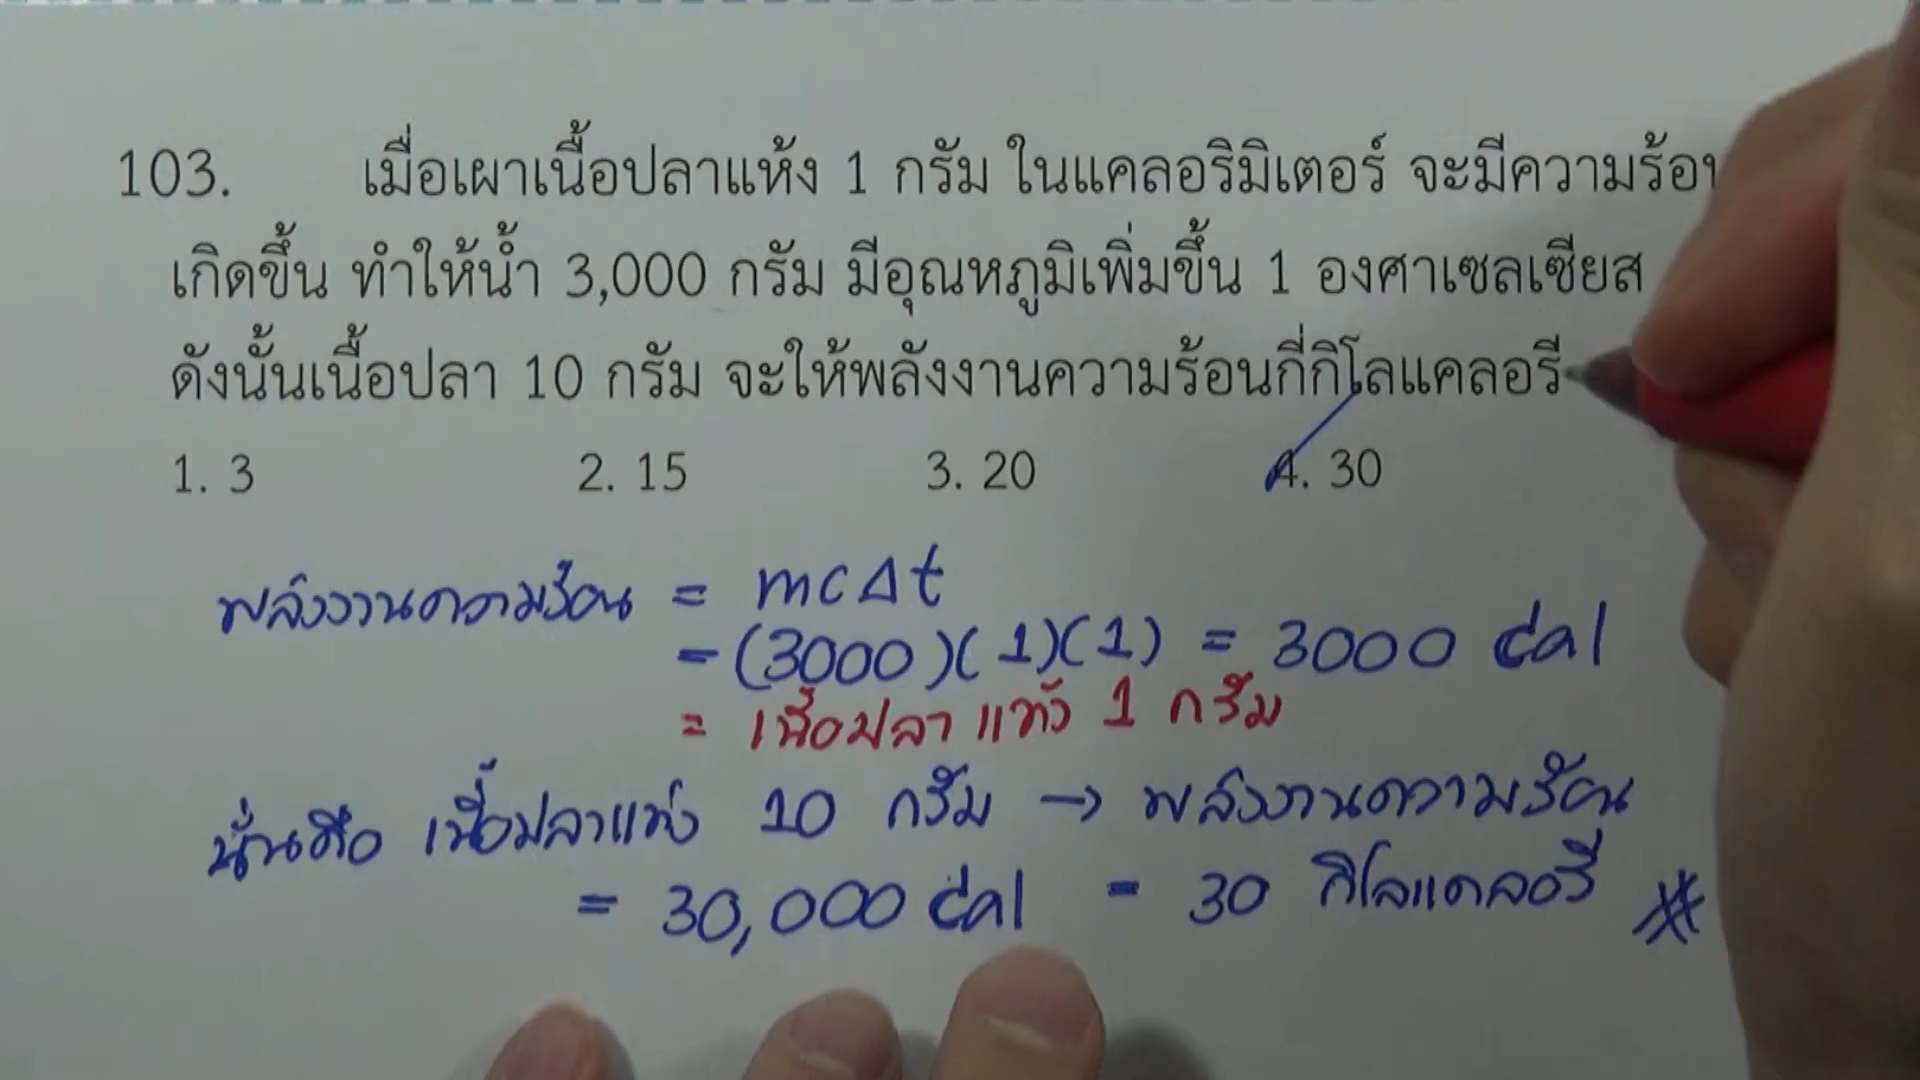 103. เมื่อเผาเนื้อปลาแห้ง 1 กรัม ในแคลอริมิเตอร์ จะมีความร้อน
เกิดขึ้น ทำให้น้ำ 3,000 กรัม มีอุณหภูมิเพิ่มขึ้น 1 องศาเซลเซียส
ดังนั้นเนื้อปลา 10 กรัม จะให้พลังงานความร้อนกี่กิโลแคลอรี
1. 3 2. 15 3. 20 4. 30
พลังงานความร้อน = mcΔt
= (3000)(1)(1) = 3000 cal
= เนื้อปลาแห้ง 1 กรัม
นั่นคือ เนื้อปลาแห้ง 10 กรัม → พลังงานความร้อน
= 30,000 cal = 30 กิโลแคลอรี